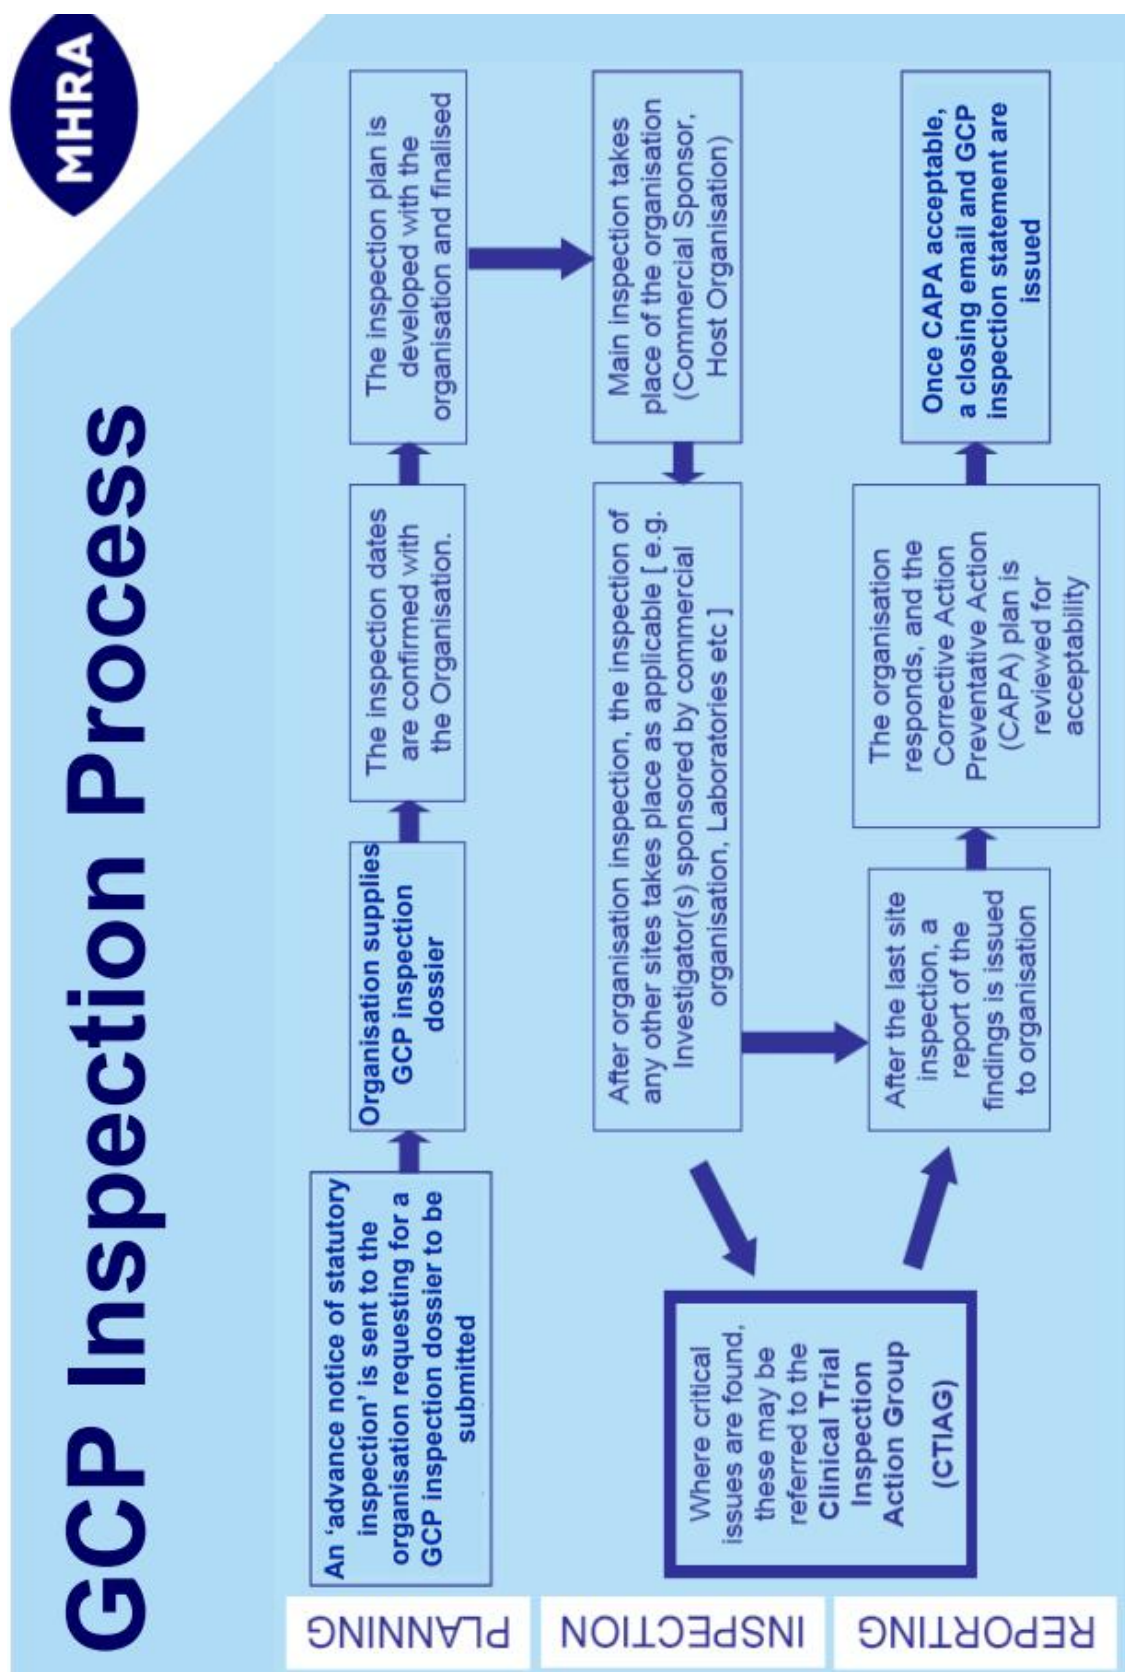 MHRA
GCP Inspection Process
PLANNING
An ‘advance notice of statutory
inspection’ is sent to the
organisation requesting for a
GCP inspection dossier to be
submitted
Organisation supplies
GCP inspection
dossier
The inspection dates
are confirmed with
the Organisation.
The inspection plan is
developed with the
organisation and finalised
INSPECTION
Main inspection takes
place of the organisation
(Commercial Sponsor,
Host Organisation)
After organisation inspection, the inspection of
any other sites takes place as applicable [ e.g.
Investigator(s) sponsored by commercial
organisation, Laboratories etc ]
Where critical
issues are found,
these may be
referred to the
Clinical Trial
Inspection
Action Group
(CTIAG)
REPORTING
After the last site
inspection, a
report of the
findings is issued
to organisation
The organisation
responds, and the
Corrective Action
Preventative Action
(CAPA) plan is
reviewed for
acceptability
Once CAPA acceptable,
a closing email and GCP
inspection statement are
issued